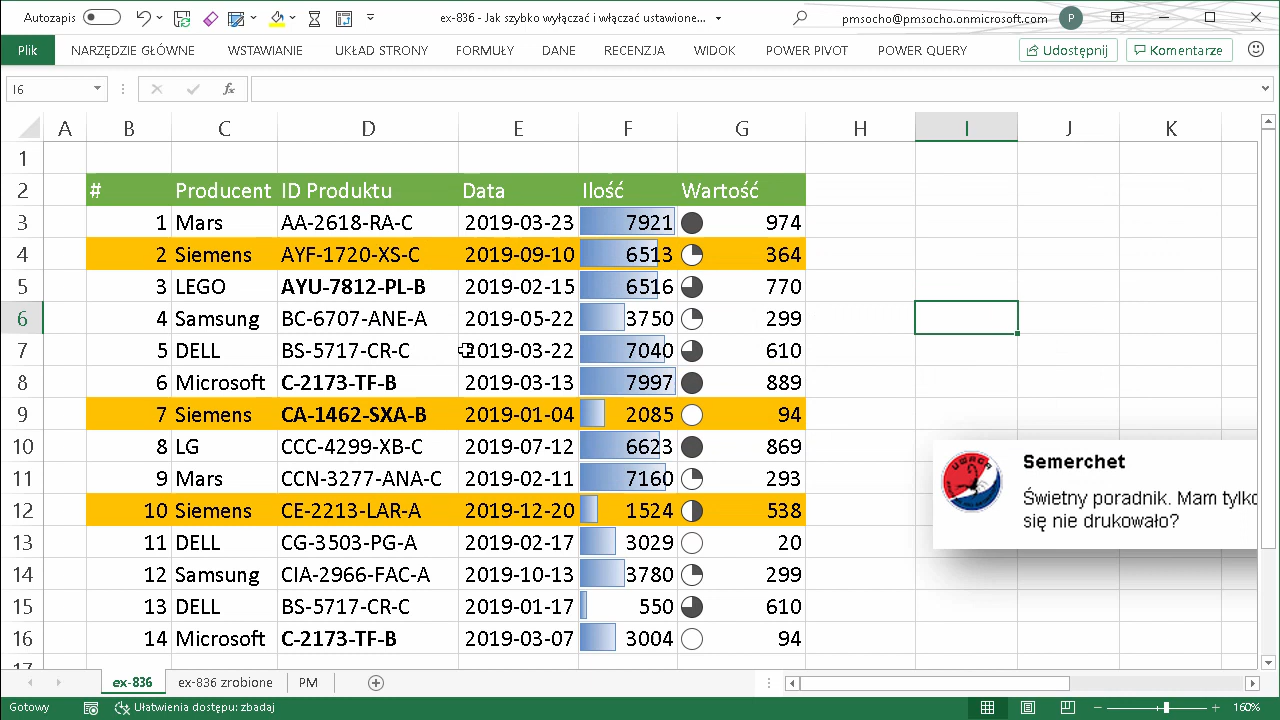 Autozapis
ex-836 - Jak szybko wyłączać i włączać ustawione...
P
Plik NARZĘDZIE GŁÓWNE WSTAWIANIE UKŁAD STRONY FORMUŁY DANE RECENZJA WIDOK POWER PIVOT POWER QUERY Udostępnij Komentarze
I6 fx
A B C D E F G H I J K
1
2 # Producent ID Produktu Data Ilość Wartość
3 1 Mars AA-2618-RA-C 2019-03-23 7921 974
4 2 Siemens AYF-1720-XS-C 2019-09-10 6513 364
5 3 LEGO AYU-7812-PL-B 2019-02-15 6516 770
6 4 Samsung BC-6707-ANE-A 2019-05-22 3750 299
7 5 DELL BS-5717-CR-C 2019-03-22 7040 610
8 6 Microsoft C-2173-TF-B 2019-03-13 7997 889
9 7 Siemens CA-1462-SXA-B 2019-01-04 2085 94
10 8 LG CCC-4299-XB-C 2019-07-12 6623 869
11 9 Mars CCN-3277-ANA-C 2019-02-11 7160 293
12 10 Siemens CE-2213-LAR-A 2019-12-20 1524 538
13 11 DELL CG-3503-PG-A 2019-02-17 3029 20
14 12 Samsung CIA-2966-FAC-A 2019-10-13 3780 299
15 13 DELL BS-5717-CR-C 2019-01-17 550 610
16 14 Microsoft C-2173-TF-B 2019-03-07 3004 94
17
UWAGA
Semerchet
Świetny poradnik. Mam tylko
się nie drukowało?
ex-836 ex-836 zrobione PM
Gotowy Ułatwienia dostępu: zbadaj 160%